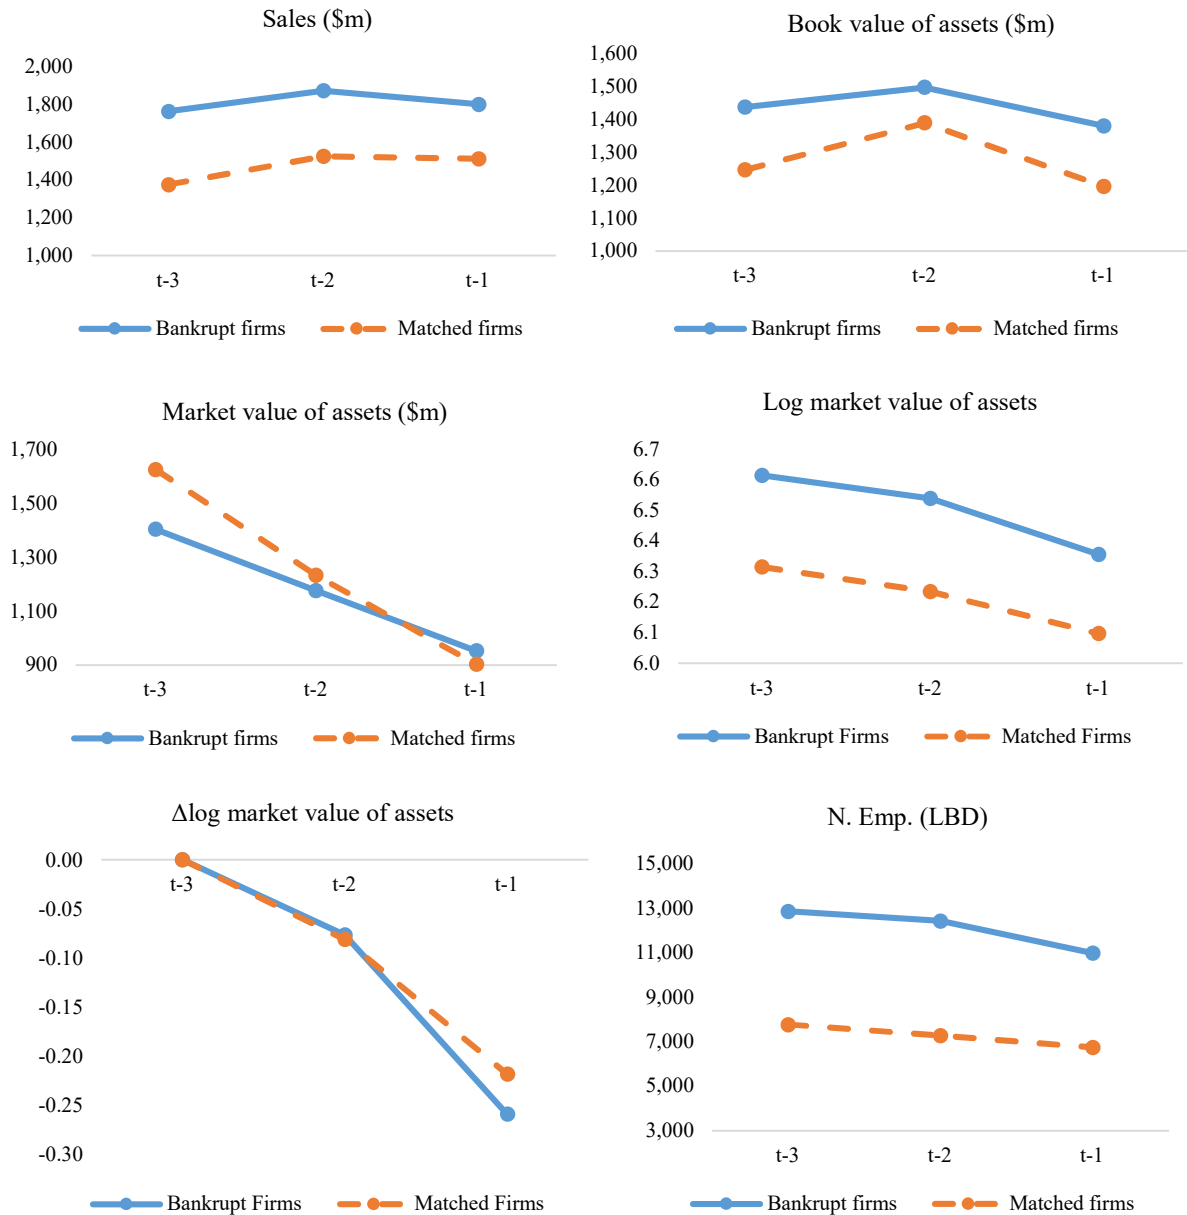 Sales ($m)
2,000
1,800
1,600
1,400
1,200
1,000
t-3 t-2 t-1
Bankrupt firms Matched firms
Book value of assets ($m)
1,600
1,500
1,400
1,300
1,200
1,100
1,000
t-3 t-2 t-1
Bankrupt firms Matched firms
Market value of assets ($m)
1,700
1,500
1,300
1,100
900
t-3 t-2 t-1
Bankrupt firms Matched firms
Log market value of assets
6.7
6.6
6.5
6.4
6.3
6.2
6.1
6.0
t-3 t-2 t-1
Bankrupt Firms Matched Firms
Δlog market value of assets
0.00
t-3 t-2 t-1
-0.05
-0.10
-0.15
-0.20
-0.25
-0.30
Bankrupt Firms Matched Firms
N. Emp. (LBD)
15,000
13,000
11,000
9,000
7,000
5,000
3,000
t-3 t-2 t-1
Bankrupt firms Matched firms